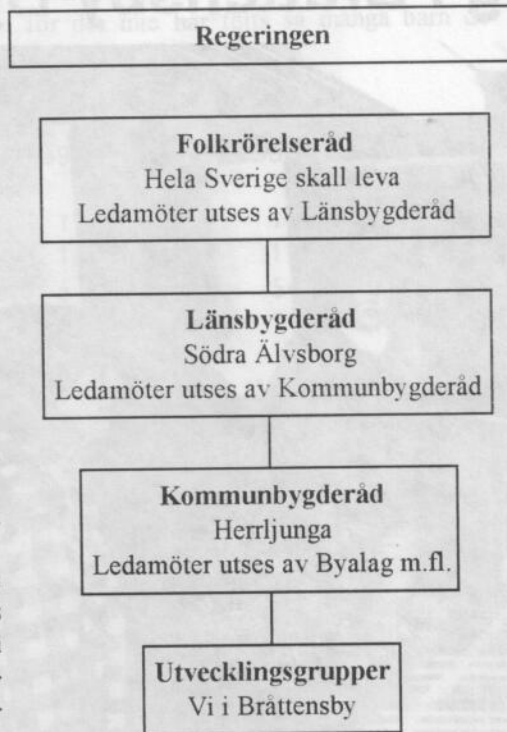 Regeringen
Folkrörelseråd
Hela Sverige skall leva
Ledamöter utses av Länsbygderåd
Länsbygderåd
Södra Älvsborg
Ledamöter utses av Kommunbygderåd
Kommunbygderåd
Herrljunga
Ledamöter utses av Byalag m.fl.
Utvecklingsgrupper
Vi i Bråttensby